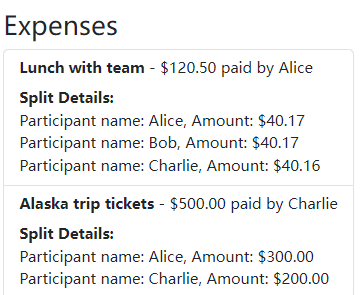 Expenses
Lunch with team - $120.50 paid by Alice
Split Details:
Participant name: Alice, Amount: $40.17
Participant name: Bob, Amount: $40.17
Participant name: Charlie, Amount: $40.16
Alaska trip tickets - $500.00 paid by Charlie
Split Details:
Participant name: Alice, Amount: $300.00
Participant name: Charlie, Amount: $200.00